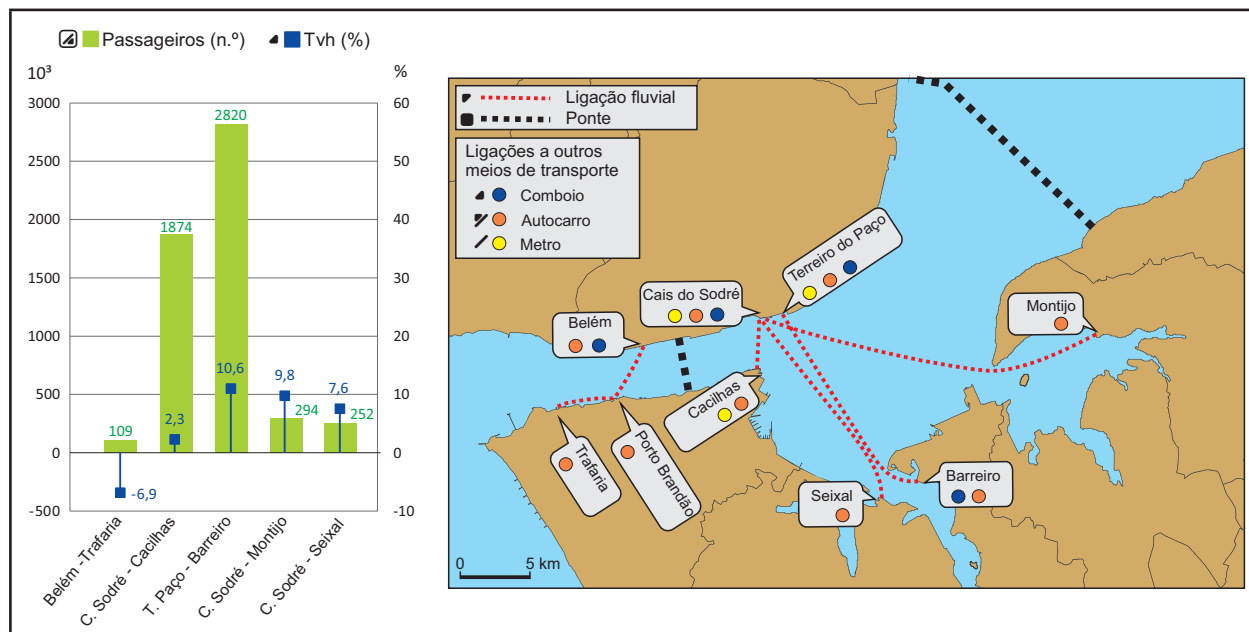 Passageiros (n.º) Tvh (%)
10³
%
3000
2500
2000
1500
1000
500
0
-500
60
50
40
30
20
10
0
-10
109
1874
2820
294
252
-6,9
2,3
10,6
9,8
7,6
Belém -Trafaria
C. Sodré - Cacilhas
T. Paço - Barreiro
C. Sodré - Montijo
C. Sodré - Seixal
Ligação fluvial
Ponte
Ligações a outros
meios de transporte
Comboio
Autocarro
Metro
Terreiro do Paço
Cais do Sodré
Belém
Montijo
Cacilhas
Trafaria
Porto Brandão
Seixal
Barreiro
0 5 km